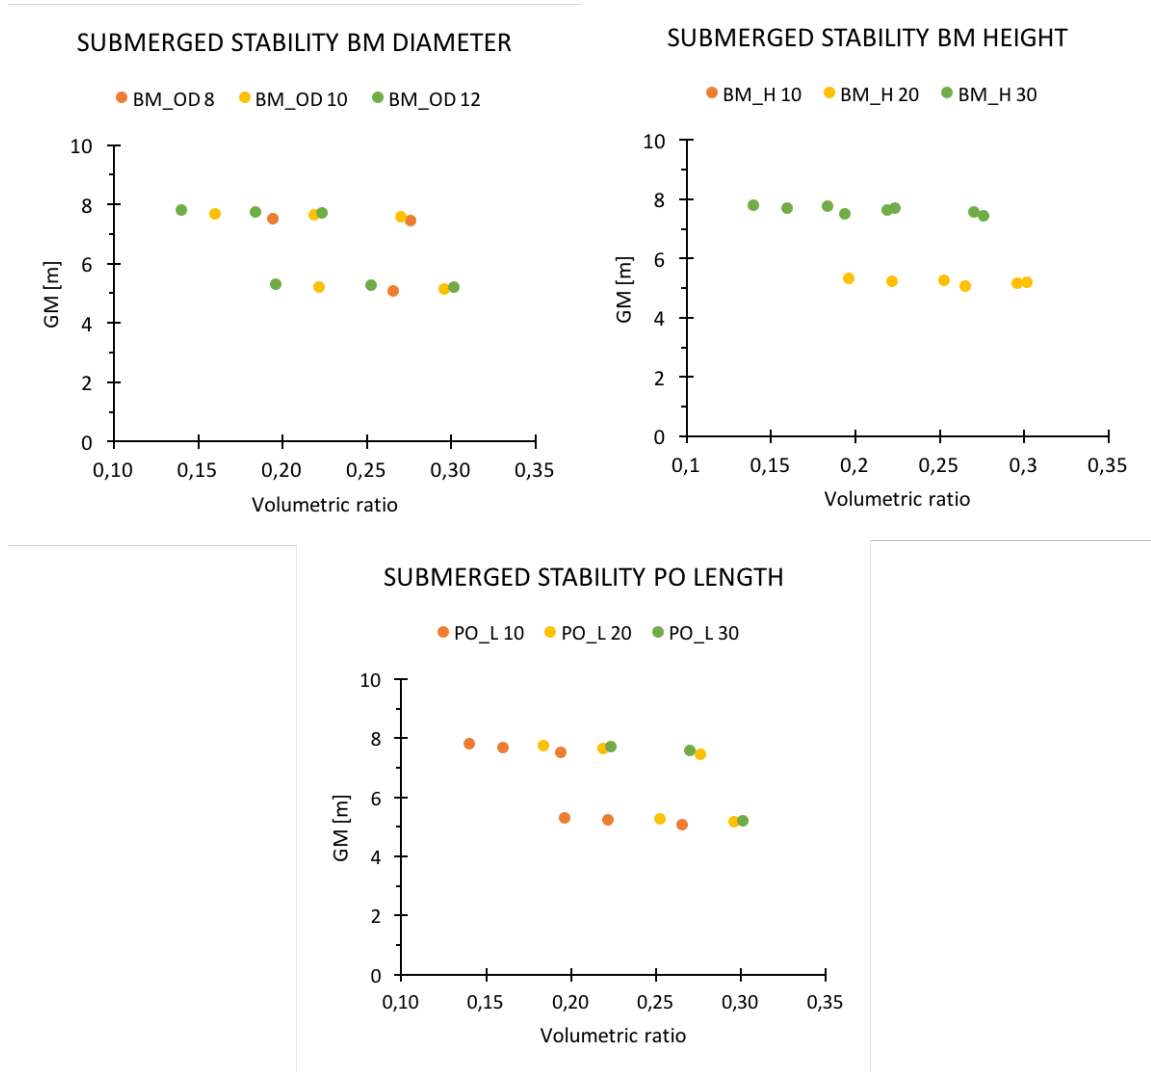 SUBMERGED STABILITY BM DIAMETER
BM_OD 8 BM_OD 10 BM_OD 12
10
8
6
4
2
0
GM [m]
0,10 0,15 0,20 0,25 0,30 0,35
Volumetric ratio
SUBMERGED STABILITY BM HEIGHT
BM_H 10 BM_H 20 BM_H 30
10
8
6
4
2
0
GM [m]
0,1 0,15 0,2 0,25 0,3 0,35
Volumetric ratio
SUBMERGED STABILITY PO LENGTH
PO_L 10 PO_L 20 PO_L 30
10
8
6
4
2
0
GM [m]
0,10 0,15 0,20 0,25 0,30 0,35
Volumetric ratio